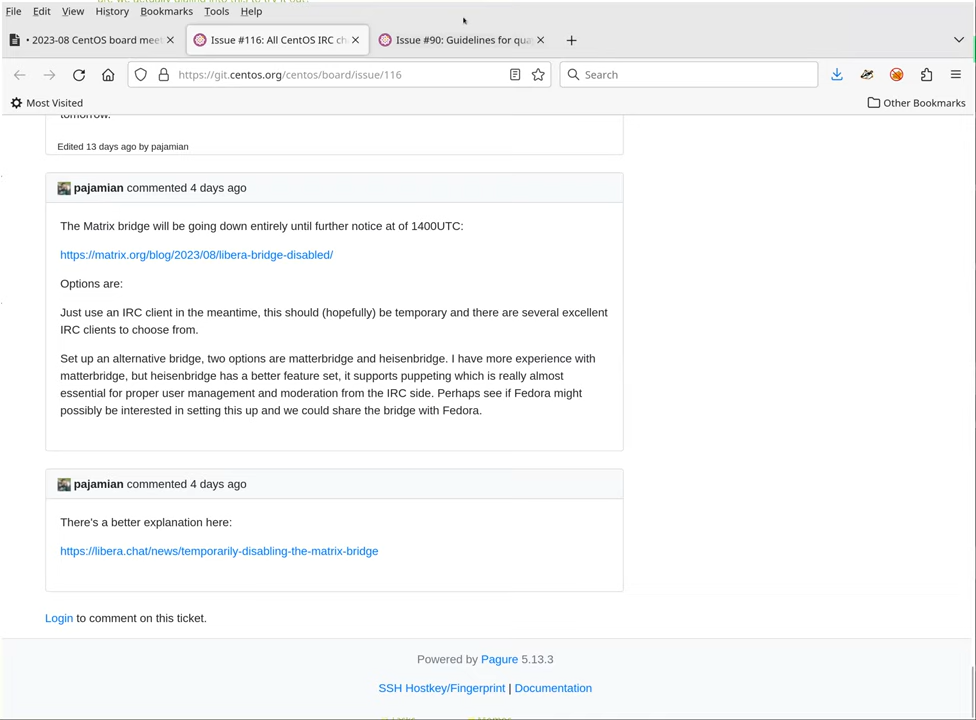 File Edit View History Bookmarks Tools Help
• 2023-08 CentOS board mee
Issue #116: All CentOS IRC ch
Issue #90: Guidelines for qua
https://git.centos.org/centos/board/issue/116
Search
Most Visited
Other Bookmarks
tomorrow.
Edited 13 days ago by pajamian
pajamian commented 4 days ago
The Matrix bridge will be going down entirely until further notice at of 1400UTC:
https://matrix.org/blog/2023/08/libera-bridge-disabled/
Options are:
Just use an IRC client in the meantime, this should (hopefully) be temporary and there are several excellent
IRC clients to choose from.
Set up an alternative bridge, two options are matterbridge and heisenbridge. I have more experience with
matterbridge, but heisenbridge has a better feature set, it supports puppeting which is really almost
essential for proper user management and moderation from the IRC side. Perhaps see if Fedora might
possibly be interested in setting this up and we could share the bridge with Fedora.
pajamian commented 4 days ago
There's a better explanation here:
https://libera.chat/news/temporarily-disabling-the-matrix-bridge
Login to comment on this ticket.
Powered by Pagure 5.13.3
SSH Hostkey/Fingerprint | Documentation